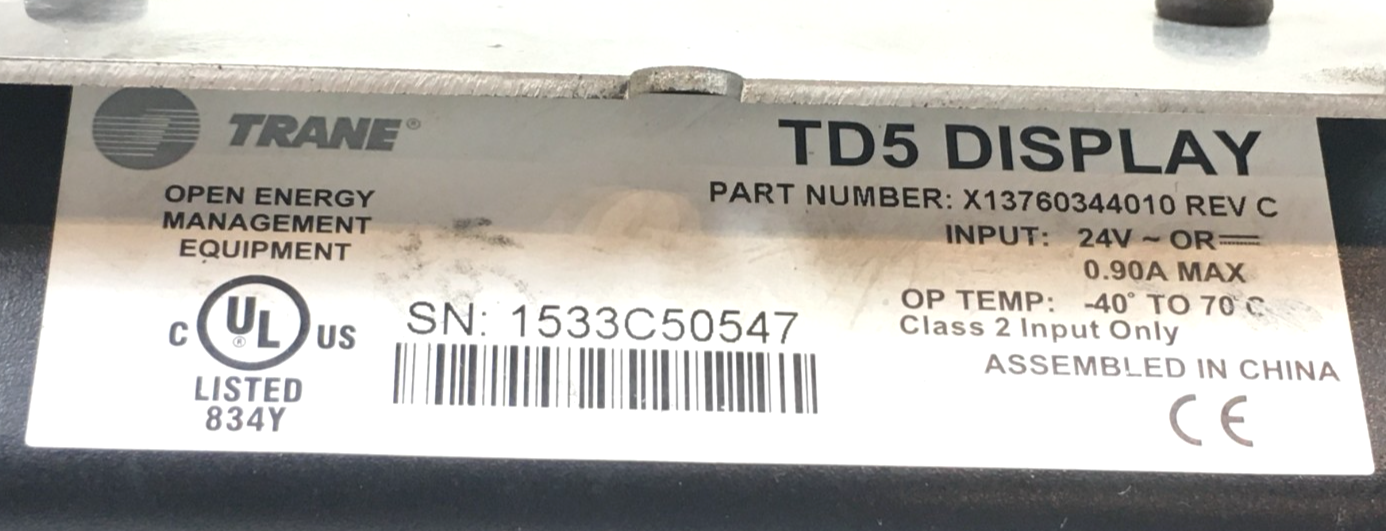 TRANE®
TD5 DISPLAY
PART NUMBER: X13760344010 REV C
INPUT: 24V ~ OR ⎓
0.90A MAX
OP TEMP: -40° TO 70°C
Class 2 Input Only
ASSEMBLED IN CHINA
CE
OPEN ENERGY
MANAGEMENT
EQUIPMENT
C UL® US
LISTED
834Y
SN: 1533C50547